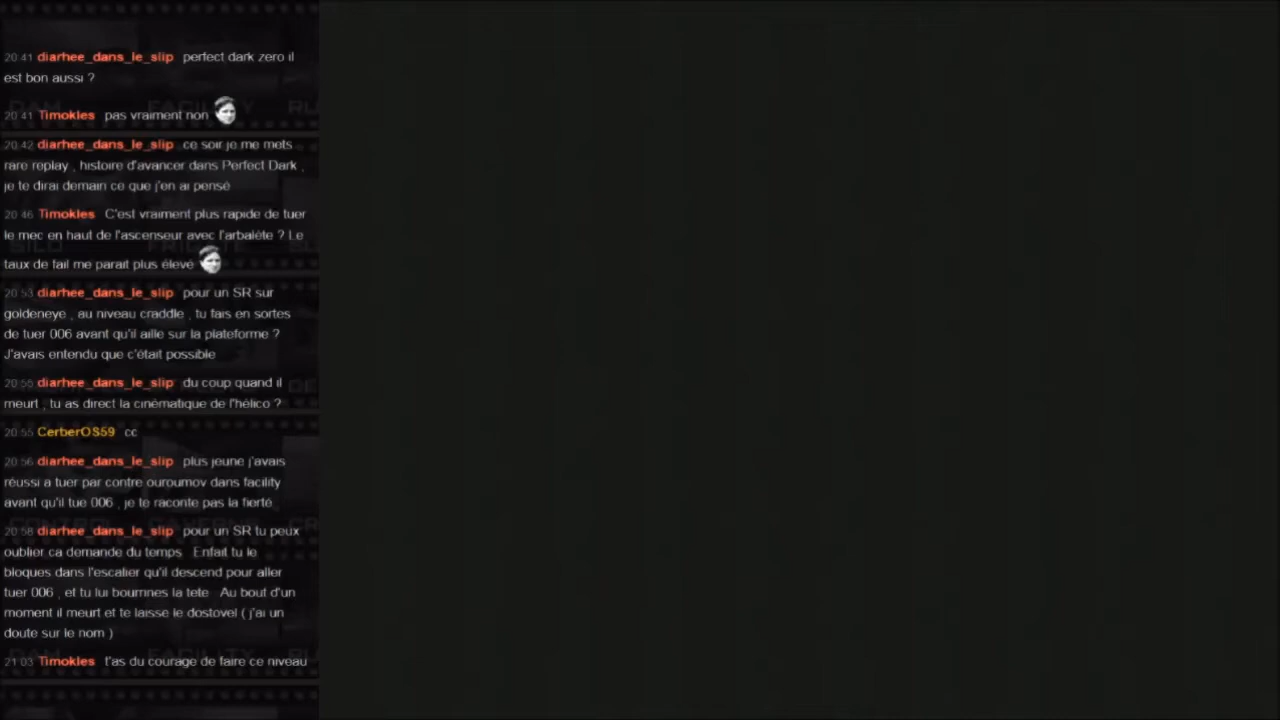 20:41 diarhee_dans_le_slip perfect dark zero il
est bon aussi ?
20:41 Timokles pas vraiment non
20:42 diarhee_dans_le_slip ce soir je me mets
rare replay , histoire d'avancer dans Perfect Dark ,
je te dirai demain ce que j'en ai pensé
20:46 Timokles C'est vraiment plus rapide de tuer
le mec en haut de l'ascenseur avec l'arbalète ? Le
taux de fail me parait plus élevé
20:53 diarhee_dans_le_slip pour un SR sur
goldeneye , au niveau craddle , tu fais en sortes
de tuer 006 avant qu'il aille sur la plateforme ?
J'avais entendu que c'était possible
20:55 diarhee_dans_le_slip du coup quand il
meurt , tu as direct la cinématique de l'hélico ?
20:55 CerberOS59 cc
20:56 diarhee_dans_le_slip plus jeune j'avais
réussi a tuer par contre ouroumov dans facility
avant qu'il tue 006 , je te raconte pas la fierté
20:58 diarhee_dans_le_slip pour un SR tu peux
oublier ca demande du temps Enfait tu le
bloques dans l'escalier qu'il descend pour aller
tuer 006 , et tu lui bourrines la tete Au bout d'un
moment il meurt et te laisse le dostovei ( j'ai un
doute sur le nom )
21:03 Timokles t'as du courage de faire ce niveau